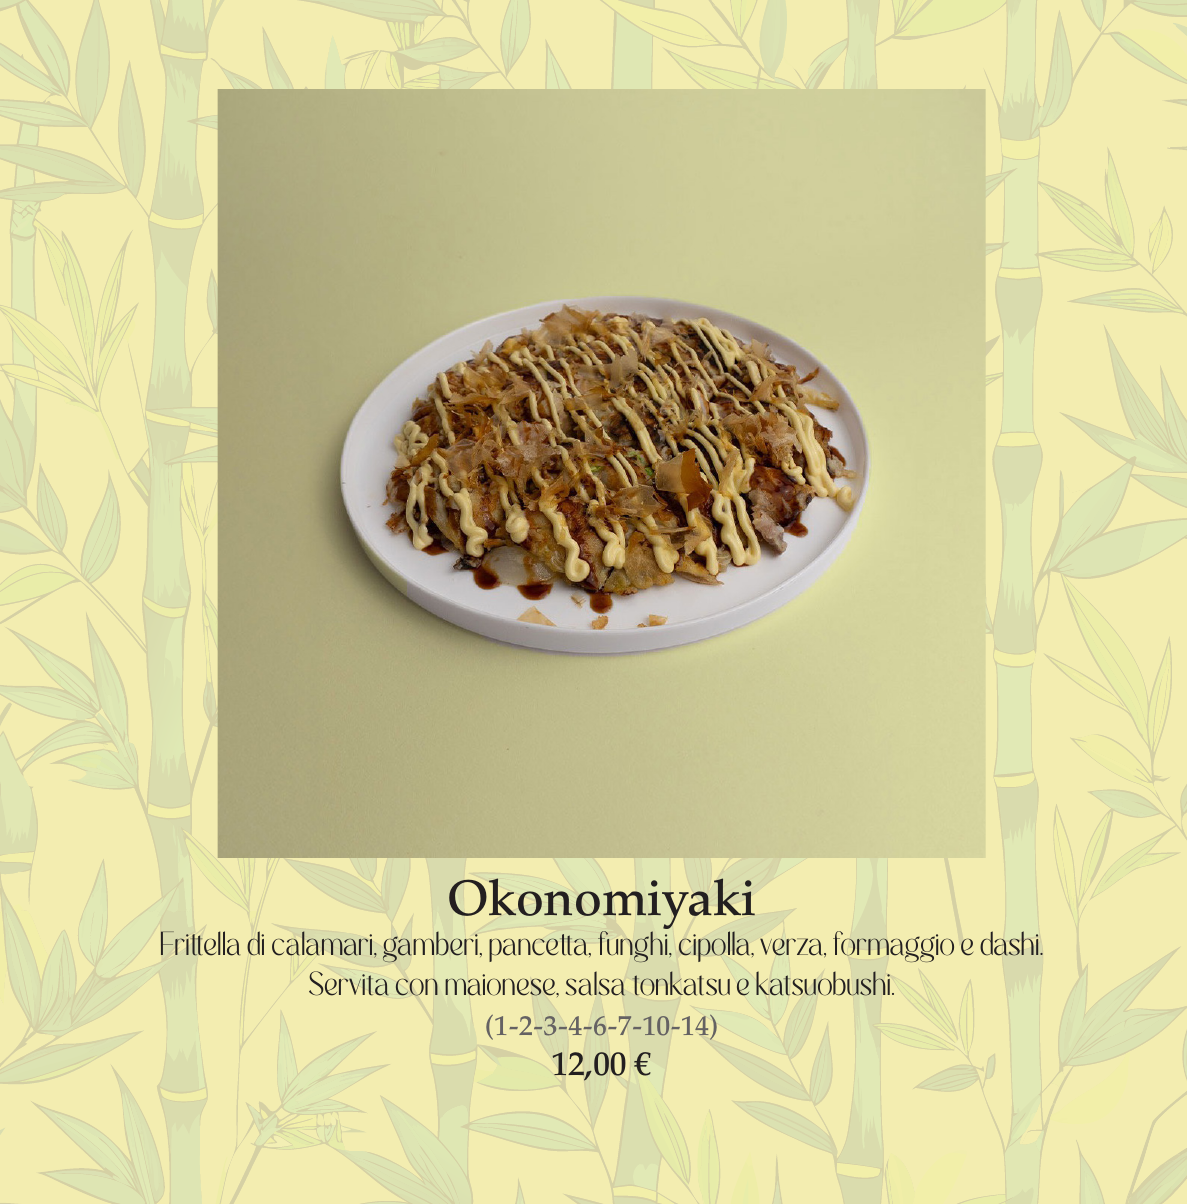 Okonomiyaki
Frittella di calamari, gamberi, pancetta, funghi, cipolla, verza, formaggio e dashi.
Servita con maionese, salsa tonkatsu e katsuobushi.
(1-2-3-4-6-7-10-14)
12,00 €